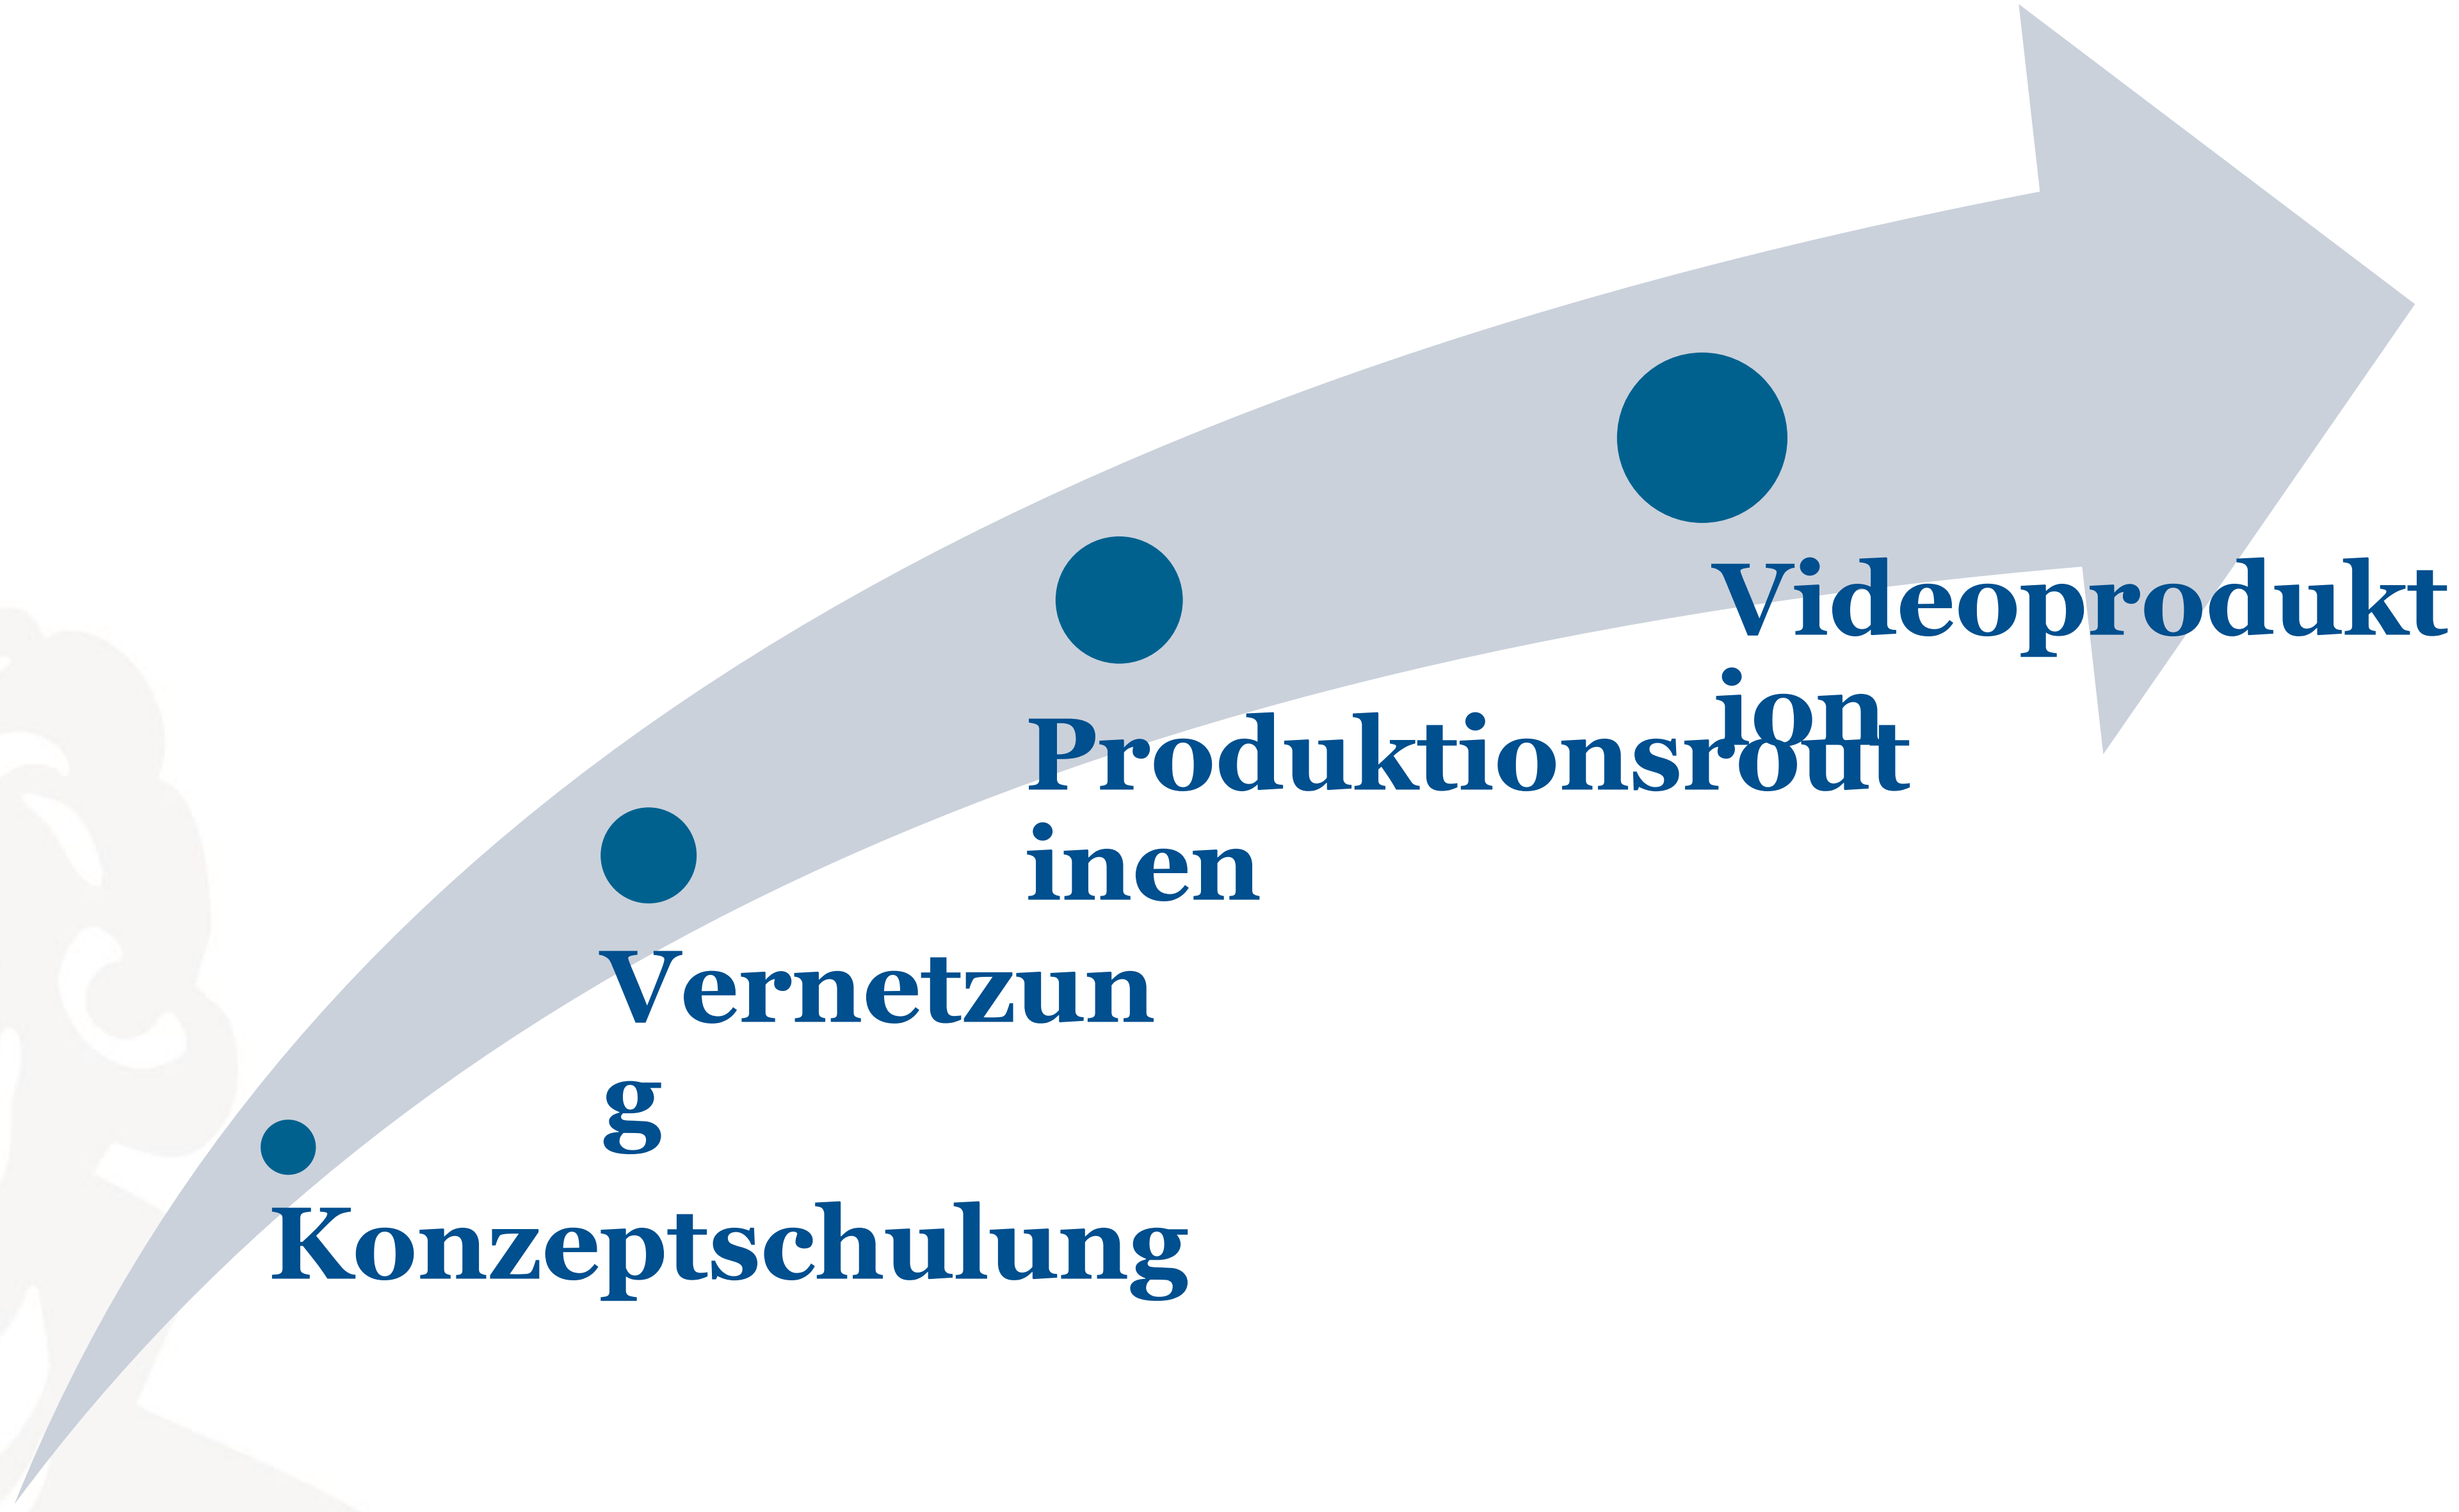 Videoprodukt
ion
Produktionsrout
inen
Vernetzun
g
Konzeptschulung